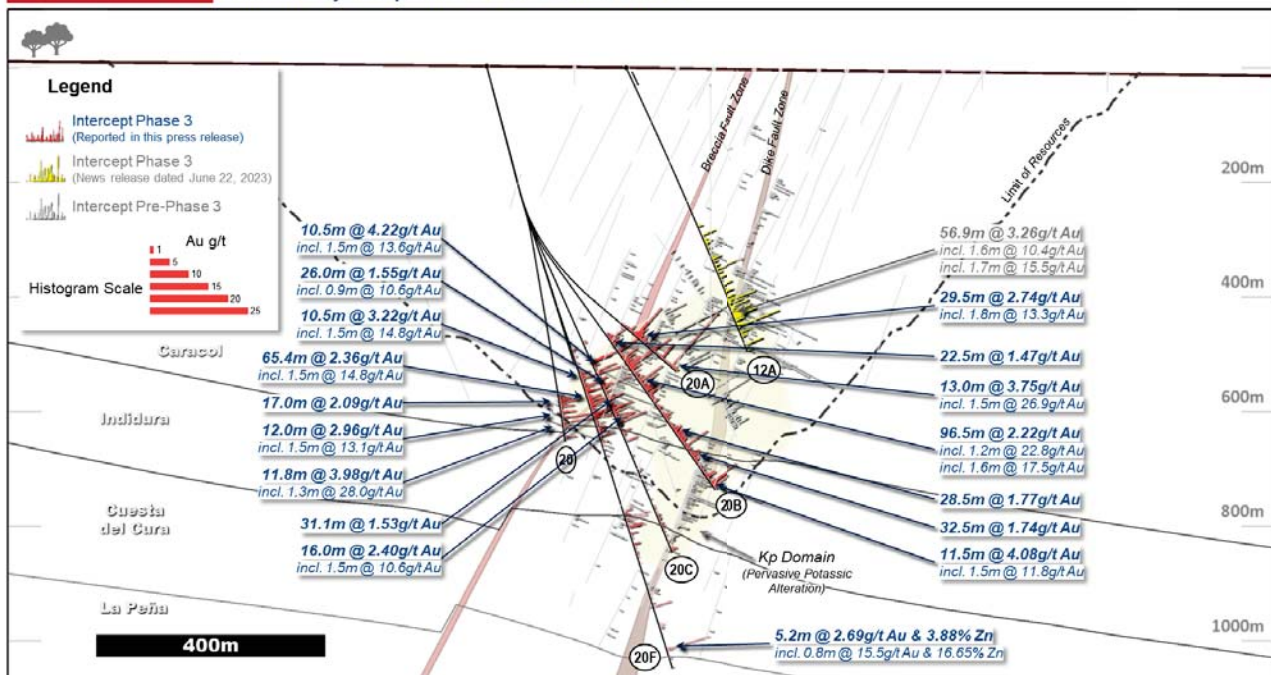 Legend
Intercept Phase 3
(Reported in this press release)
Intercept Phase 3
(News release dated June 22, 2023)
Intercept Pre-Phase 3
Au g/t
Histogram Scale
1
5
10
15
20
25
Breccia Fault Zone
Dike Fault Zone
Limit of Resources
200m
400m
600m
800m
1000m
10.5m @ 4.22g/t Au
incl. 1.5m @ 13.6g/t Au
26.0m @ 1.55g/t Au
incl. 0.9m @ 10.6g/t Au
10.5m @ 3.22g/t Au
incl. 1.5m @ 14.8g/t Au
65.4m @ 2.36g/t Au
incl. 1.5m @ 14.8g/t Au
17.0m @ 2.09g/t Au
12.0m @ 2.96g/t Au
incl. 1.5m @ 13.1g/t Au
11.8m @ 3.98g/t Au
incl. 1.3m @ 28.0g/t Au
31.1m @ 1.53g/t Au
16.0m @ 2.40g/t Au
incl. 1.5m @ 10.6g/t Au
56.9m @ 3.26g/t Au
incl. 1.6m @ 10.4g/t Au
incl. 1.7m @ 15.5g/t Au
29.5m @ 2.74g/t Au
incl. 1.8m @ 13.3g/t Au
22.5m @ 1.47g/t Au
13.0m @ 3.75g/t Au
incl. 1.5m @ 26.9g/t Au
96.5m @ 2.22g/t Au
incl. 1.2m @ 22.8g/t Au
incl. 1.6m @ 17.5g/t Au
28.5m @ 1.77g/t Au
32.5m @ 1.74g/t Au
11.5m @ 4.08g/t Au
incl. 1.5m @ 11.8g/t Au
5.2m @ 2.69g/t Au & 3.88% Zn
incl. 0.8m @ 15.5g/t Au & 16.65% Zn
Caracol
Indidura
Cuesta
del Cura
La Peña
12A
20A
28
20B
20C
20F
Kp Domain
(Pervasive Potassic
Alteration)
400m